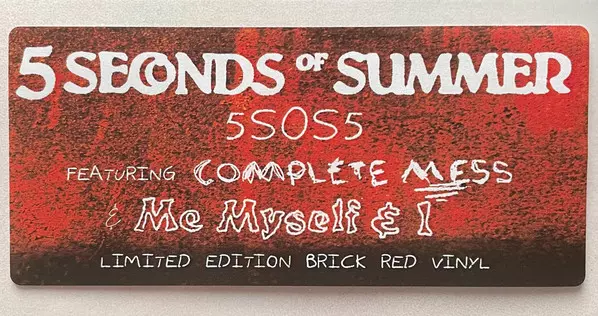 5 SECONDS OF SUMMER
5SOS5
FEATURING COMPLETE MESS
& Me Myself & I
LIMITED EDITION BRICK RED VINYL